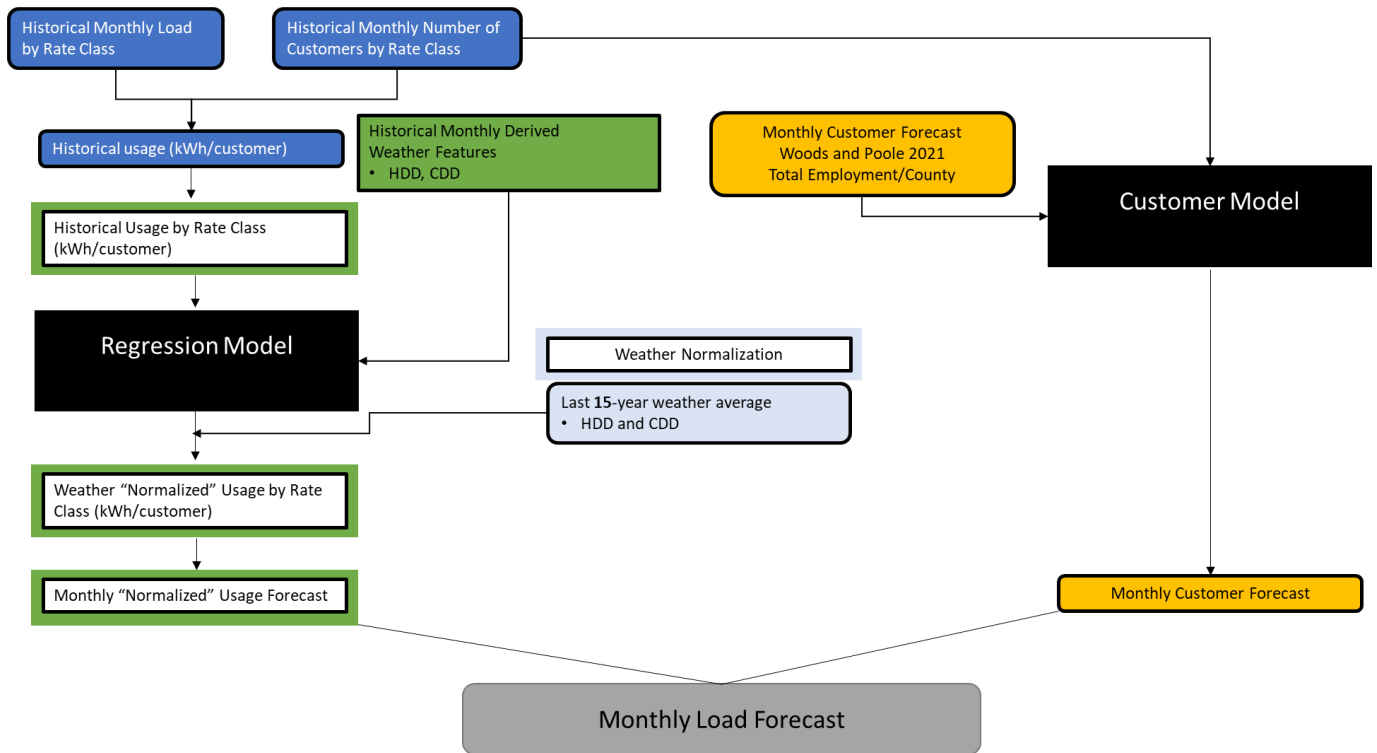 Historical Monthly Load
by Rate Class
Historical Monthly Number of
Customers by Rate Class
Historical usage (kWh/customer)
Historical Monthly Derived
Weather Features
• HDD, CDD
Monthly Customer Forecast
Woods and Poole 2021
Total Employment/County
Customer Model
Historical Usage by Rate Class
(kWh/customer)
Regression Model
Weather Normalization
Last 15-year weather average
• HDD and CDD
Weather “Normalized” Usage by Rate
Class (kWh/customer)
Monthly “Normalized” Usage Forecast
Monthly Customer Forecast
Monthly Load Forecast